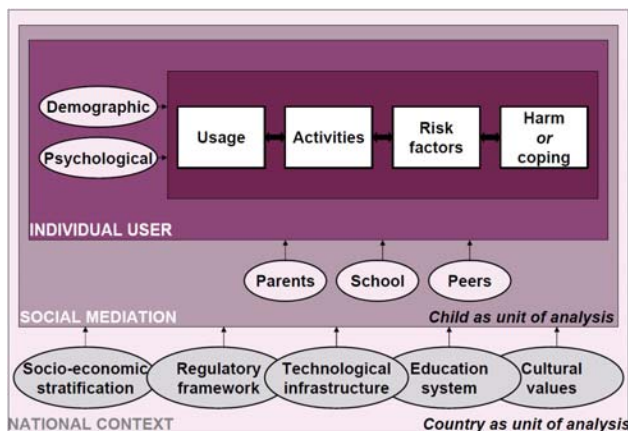 Demographic
Psychological
Usage
Activities
Risk
factors
Harm
or
coping
INDIVIDUAL USER
Parents
School
Peers
SOCIAL MEDIATION
Child as unit of analysis
Socio-economic
stratification
Regulatory
framework
Technological
infrastructure
Education
system
Cultural
values
NATIONAL CONTEXT
Country as unit of analysis